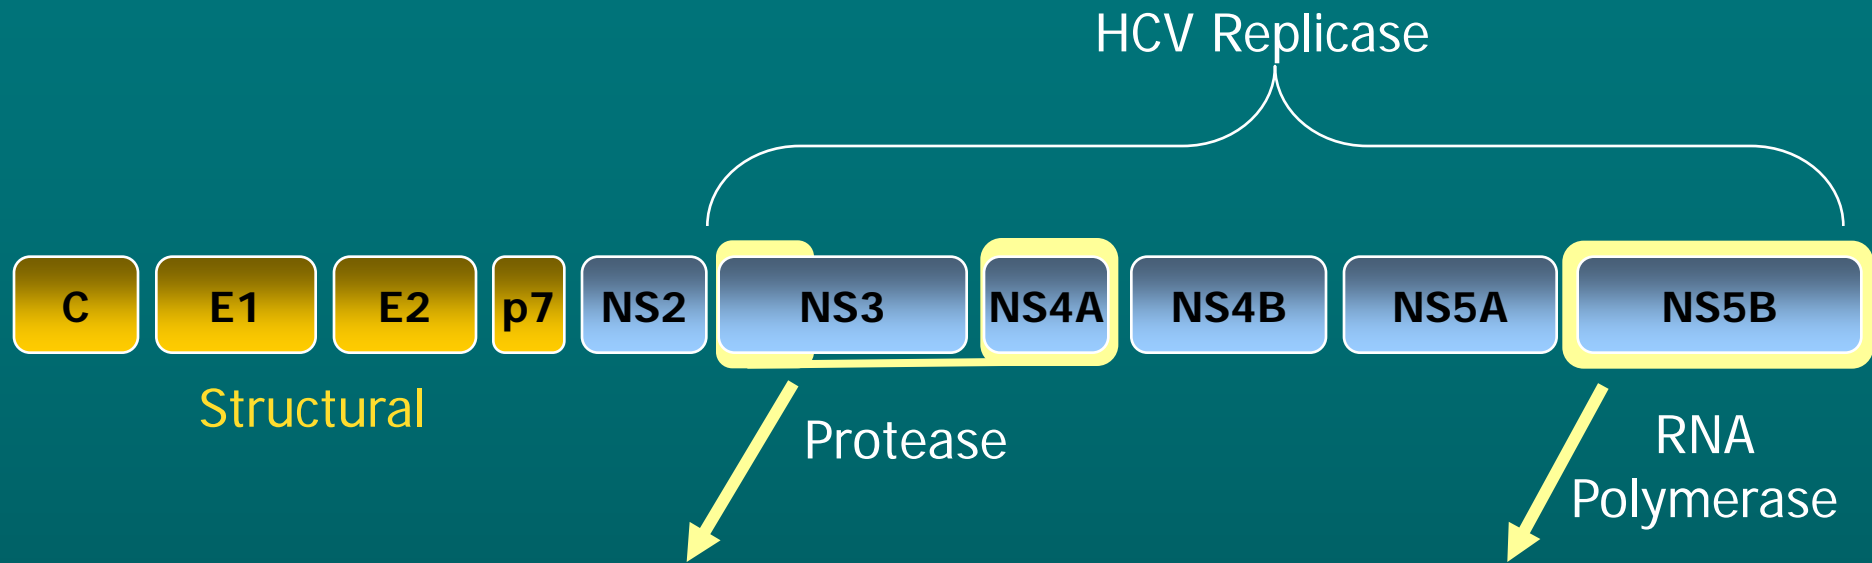 HCV Replicase
C E1 E2 p7 NS2 NS3 NS4A NS4B NS5A NS5B
Structural
Protease
RNA
Polymerase